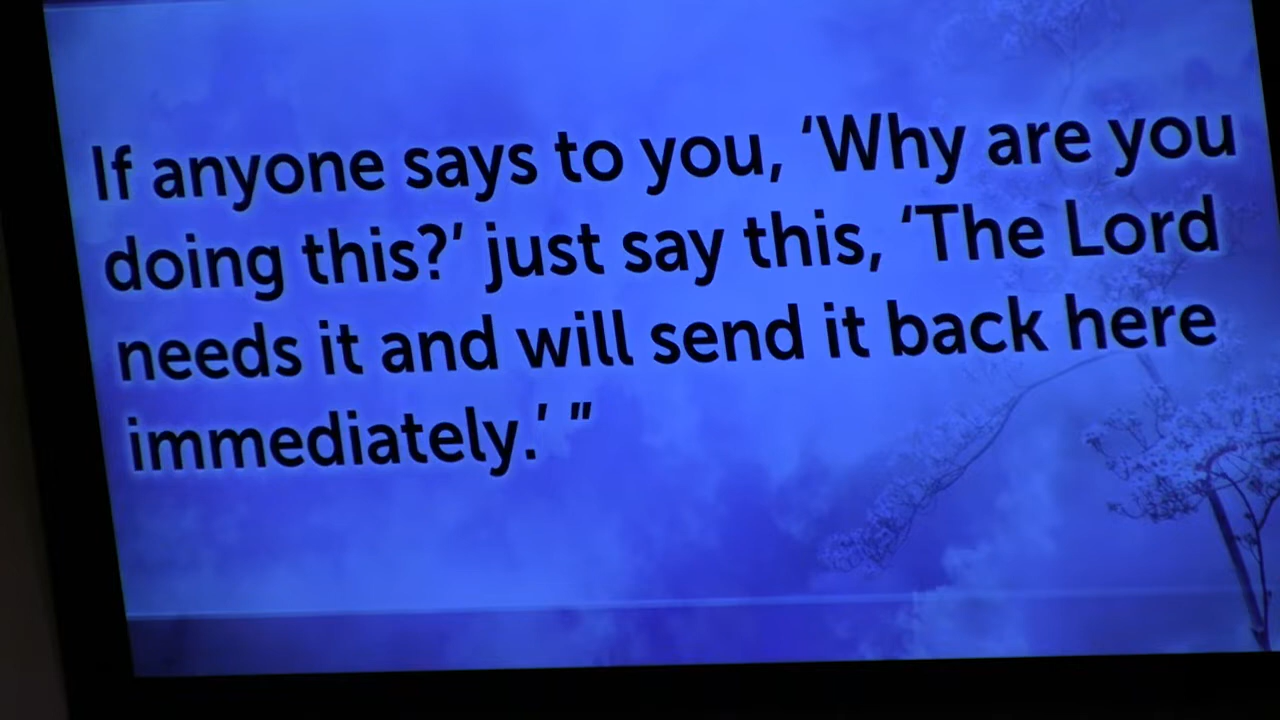 If anyone says to you, ‘Why are you
doing this?’ just say this, ‘The Lord
needs it and will send it back here
immediately.’ ”